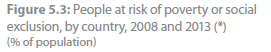 Figure 5.3: People at risk of poverty or social
exclusion, by country, 2008 and 2013 (*)
(% of population)